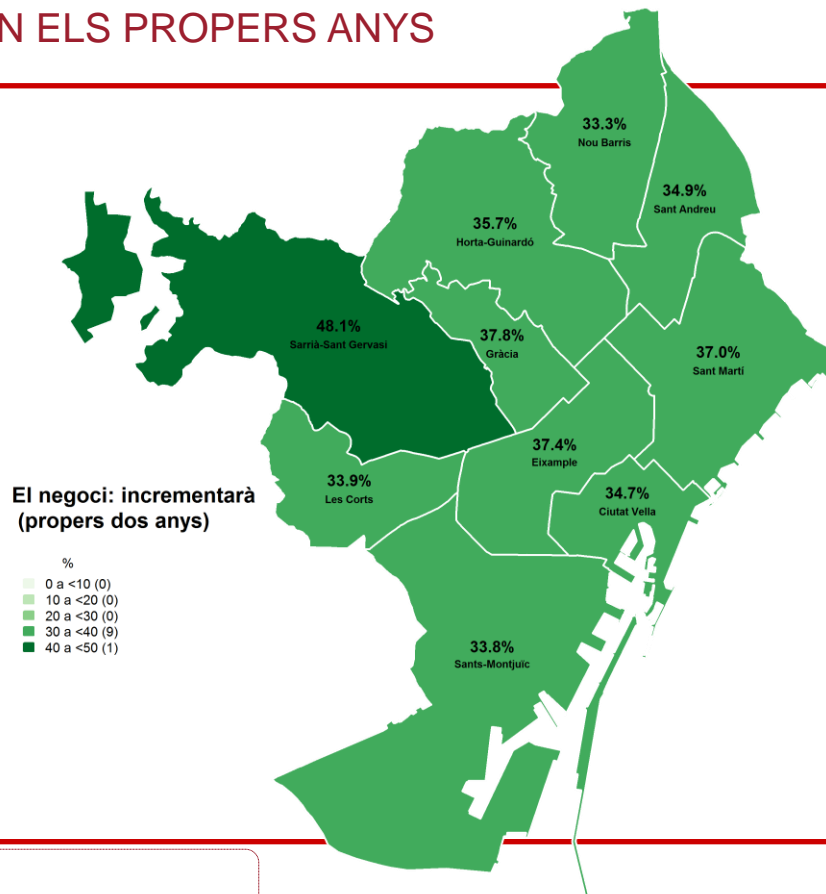 N ELS PROPERS ANYS
33.3%
Nou Barris
34.9%
Sant Andreu
35.7%
Horta-Guinardó
48.1%
Sarrià-Sant Gervasi
37.8%
Gràcia
37.0%
Sant Martí
37.4%
Eixample
33.9%
Les Corts
34.7%
Ciutat Vella
El negoci: incrementarà
(propers dos anys)
%
0 a <10 (0)
10 a <20 (0)
20 a <30 (0)
30 a <40 (9)
40 a <50 (1)
33.8%
Sants-Montjuïc